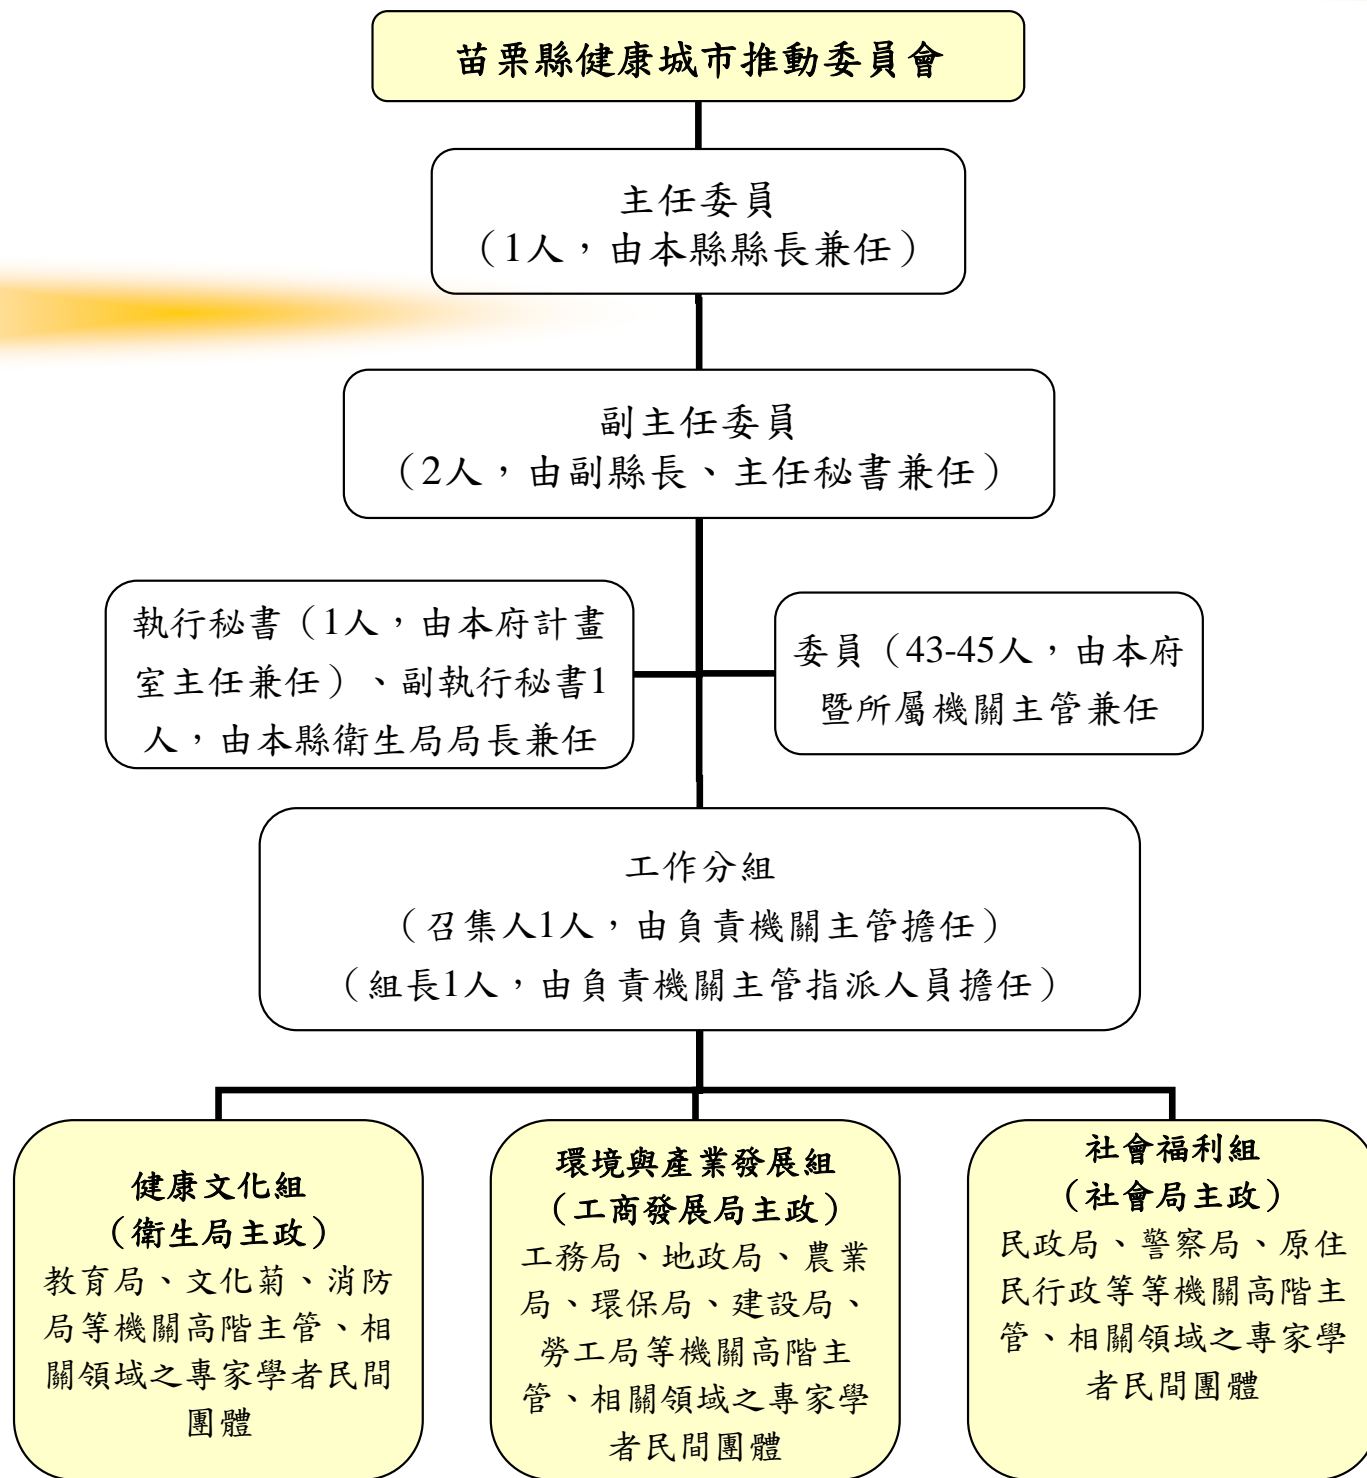 苗栗縣健康城市推動委員會
主任委員
（1人，由本縣縣長兼任）
副主任委員
（2人，由副縣長、主任秘書兼任）
執行秘書（1人，由本府計畫
室主任兼任）、副執行秘書1
人，由本縣衛生局局長兼任
委員（43-45人，由本府
暨所屬機關主管兼任
工作分組
（召集人1人，由負責機關主管擔任）
（組長1人，由負責機關主管指派人員擔任）
健康文化組
（衛生局主政）
教育局、文化菊、消防
局等機關高階主管、相
關領域之專家學者民間
團體
環境與產業發展組
（工商發展局主政）
工務局、地政局、農業
局、環保局、建設局、
勞工局等機關高階主
管、相關領域之專家學
者民間團體
社會福利組
（社會局主政）
民政局、警察局、原住
民行政等等機關高階主
管、相關領域之專家學
者民間團體